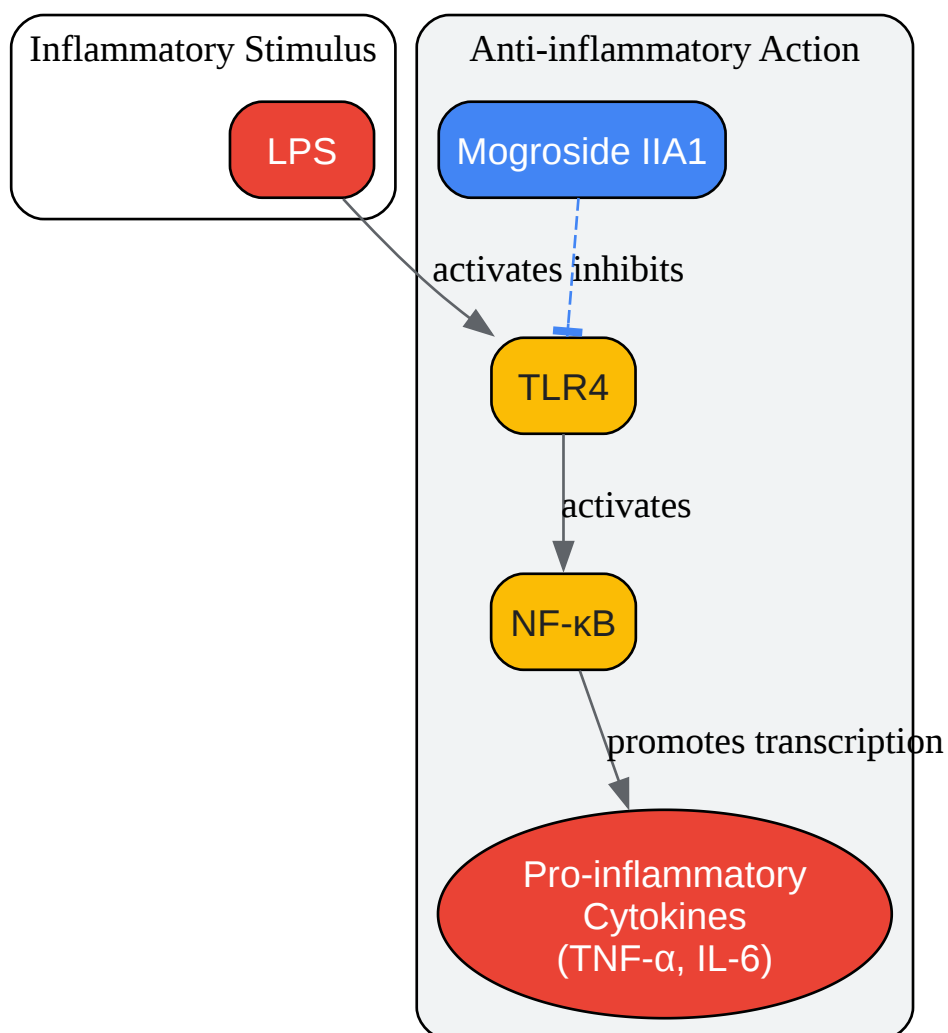 Inflammatory Stimulus
Anti-inflammatory Action
LPS
Mogroside IIA1
activates
inhibits
TLR4
activates
NF-κB
promotes transcription
Pro-inflammatory
Cytokines
(TNF-α, IL-6)